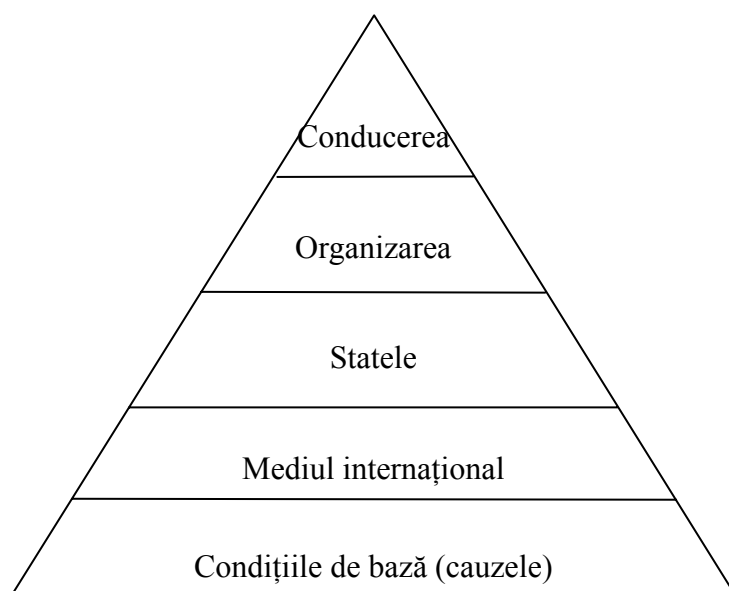 Conducerea
Organizarea
Statele
Mediul internațional
Condițiile de bază (cauzele)